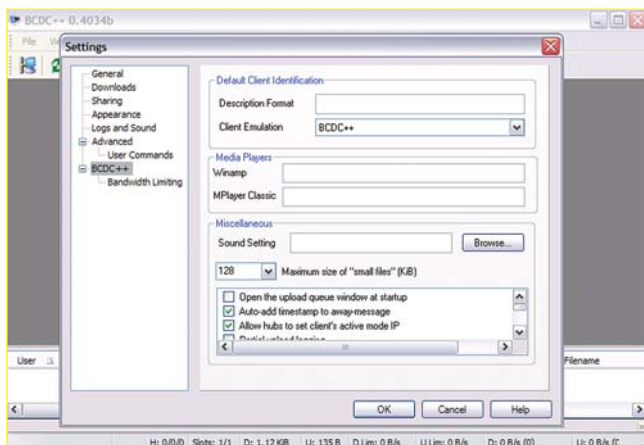 BCDC++ 0.4034b
File
Settings
General
Downloads
Sharing
Appearance
Logs and Sound
Advanced
User Commands
BCDC++
Bandwidth Limiting
Default Client Identification
Description Format
Client Emulation
BCDC++
Media Players
Winamp
MPlayer Classic
Miscellaneous
Sound Setting
Browse...
128
Maximum size of "small files" (KiB)
Open the upload queue window at startup
Auto-add timestamp to away-message
Allow hubs to set client's active mode IP
Partial upload logging
User
Filename
OK
Cancel
Help
H: 0/0/0 Slots: 1/1 D: 1.12 KiB U: 135 B D.Lim: 0 B/s U.Lim: 0 B/s D: 0 B/s (0) U: 0 B/s (